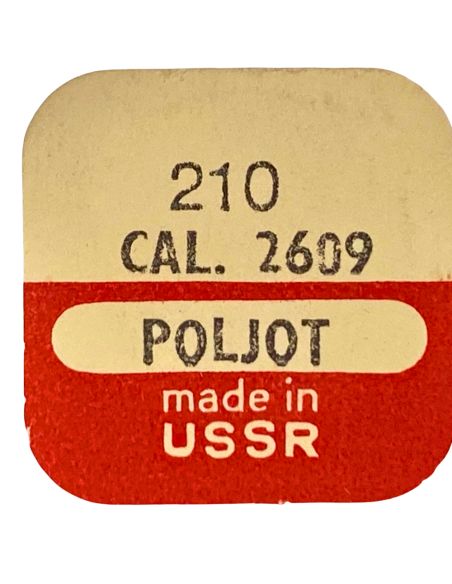 210
CAL. 2609
POLJOT
made in
USSR